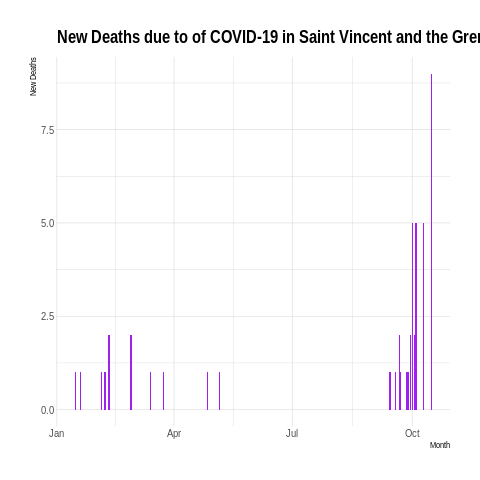 New Deaths due to of COVID-19 in Saint Vincent and the Gre
New Deaths
7.5
5.0
2.5
0.0
Jan
Apr
Jul
Oct
Month